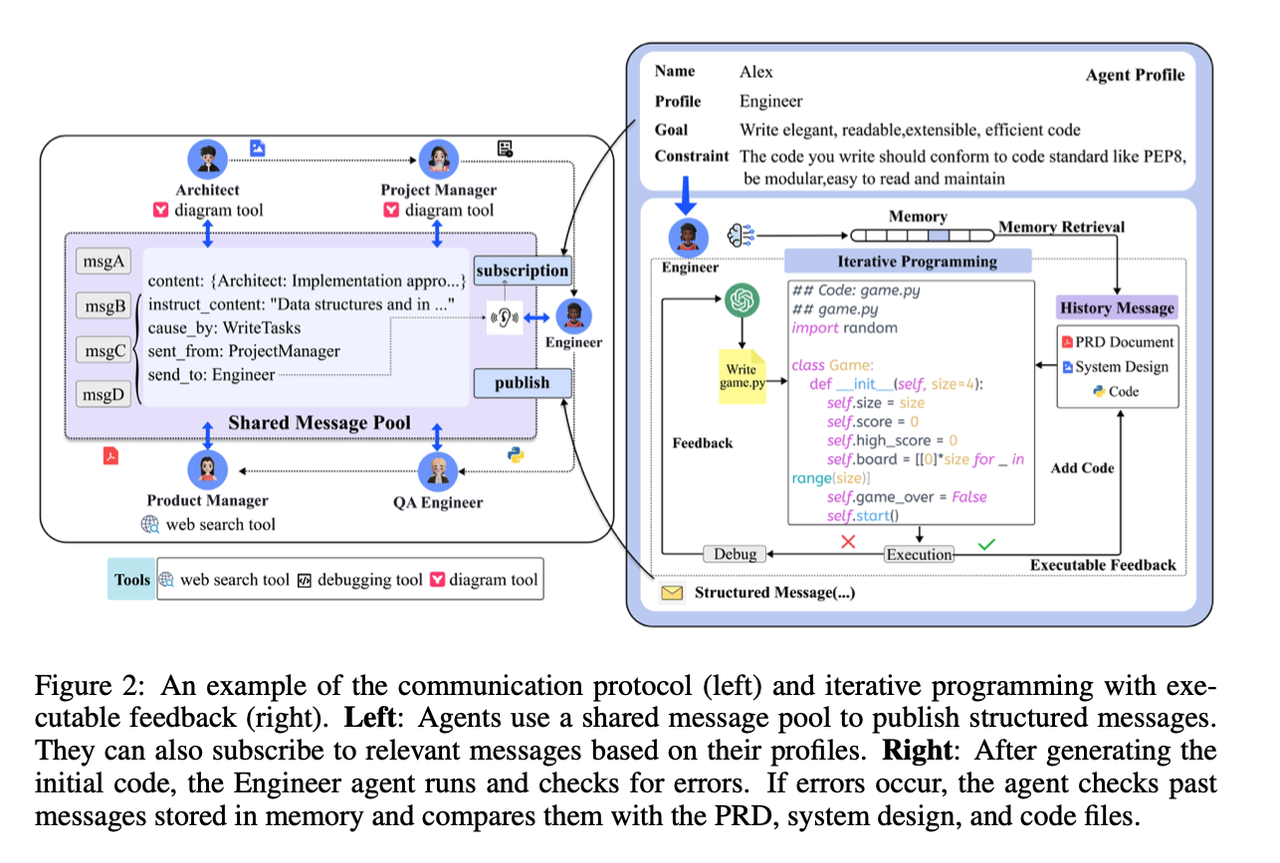 Architect
diagram tool
Project Manager
diagram tool
msgA
msgB
msgC
msgD
content: {Architect: Implementation appro...}
instruct_content: "Data structures and in ..."
cause_by: WriteTasks
sent_from: ProjectManager
send_to: Engineer
Shared Message Pool
subscription
Engineer
publish
Product Manager
web search tool
QA Engineer
Tools
web search tool
debugging tool
diagram tool
Agent Profile
Name Alex
Profile Engineer
Goal Write elegant, readable,extensible, efficient code
Constraint The code you write should conform to code standard like PEP8,
be modular,easy to read and maintain
Engineer
Memory
Memory Retrieval
Iterative Programming
Write
game.py
Feedback
## Code: game.py
## game.py
import random
class Game:
def __init__(self, size=4):
self.size = size
self.score = 0
self.high_score = 0
self.board = [[0]*size for _ in
range(size)]
self.game_over = False
self.start()
History Message
PRD Document
System Design
Code
Add Code
Debug
Execution
Executable Feedback
Structured Message(...)
Figure 2: An example of the communication protocol (left) and iterative programming with exe-
cutable feedback (right). Left: Agents use a shared message pool to publish structured messages.
They can also subscribe to relevant messages based on their profiles. Right: After generating the
initial code, the Engineer agent runs and checks for errors. If errors occur, the agent checks past
messages stored in memory and compares them with the PRD, system design, and code files.